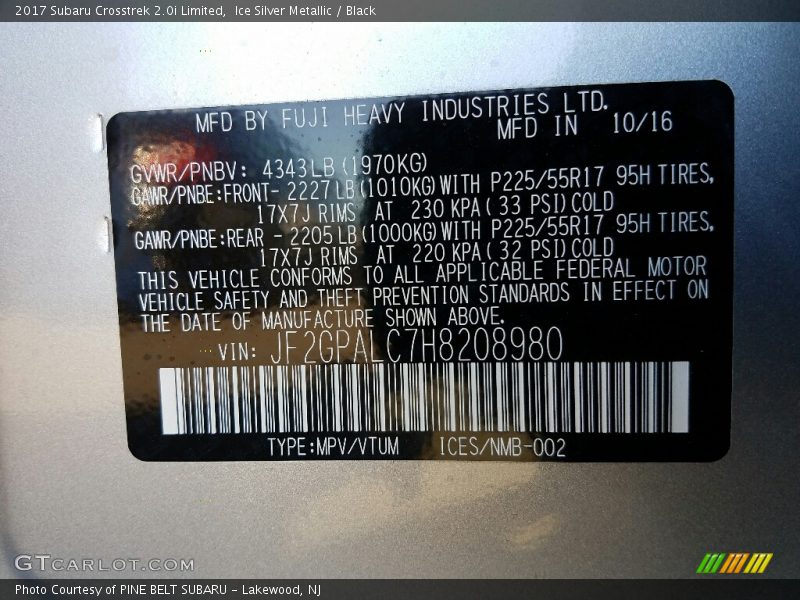 2017 Subaru Crosstrek 2.0i Limited,  Ice Silver Metallic / Black
MFD BY FUJI HEAVY INDUSTRIES LTD.
MFD IN 10/16
GVWR/PNBV: 4343LB(1970KG)
GAWR/PNBE:FRONT- 2227LB(1010KG)WITH P225/55R17 95H TIRES,
17X7J RIMS AT 230 KPA( 33 PSI)COLD
GAWR/PNBE:REAR - 2205LB(1000KG)WITH P225/55R17 95H TIRES,
17X7J RIMS AT 220 KPA( 32 PSI)COLD
THIS VEHICLE CONFORMS TO ALL APPLICABLE FEDERAL MOTOR
VEHICLE SAFETY AND THEFT PREVENTION STANDARDS IN EFFECT ON
THE DATE OF MANUFACTURE SHOWN ABOVE.
VIN: JF2GPALC7H8208980
TYPE:MPV/VTUM ICES/NMB-002
GTCARLOT.COM
Photo Courtesy of PINE BELT SUBARU - Lakewood, NJ